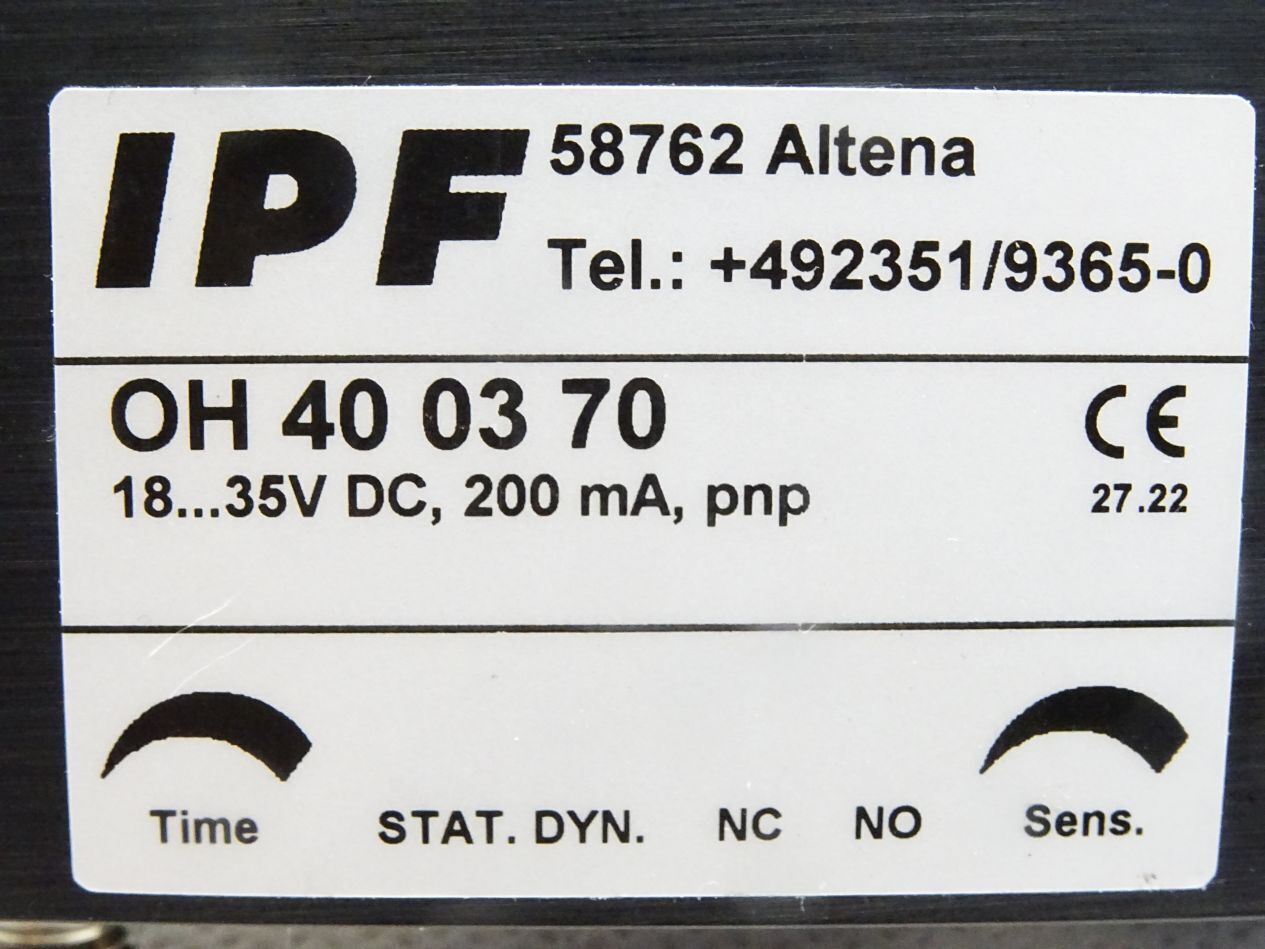 IPF
58762 Altena
Tel.: +492351/9365-0
OH 40 03 70
CE
18...35V DC, 200 mA, pnp
27.22
Time STAT. DYN. NC NO Sens.